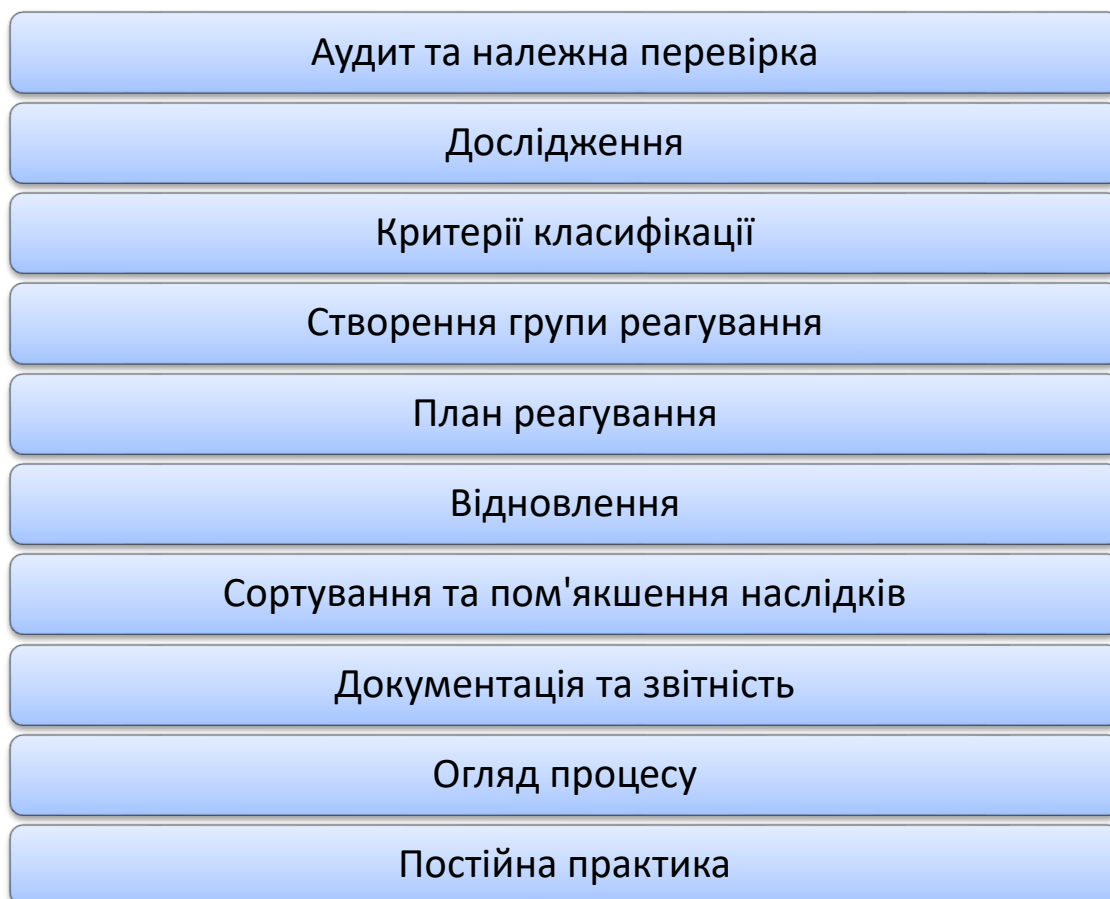 Аудит та належна перевірка
Дослідження
Критерії класифікації
Створення групи реагування
План реагування
Відновлення
Сортування та пом'якшення наслідків
Документація та звітність
Огляд процесу
Постійна практика